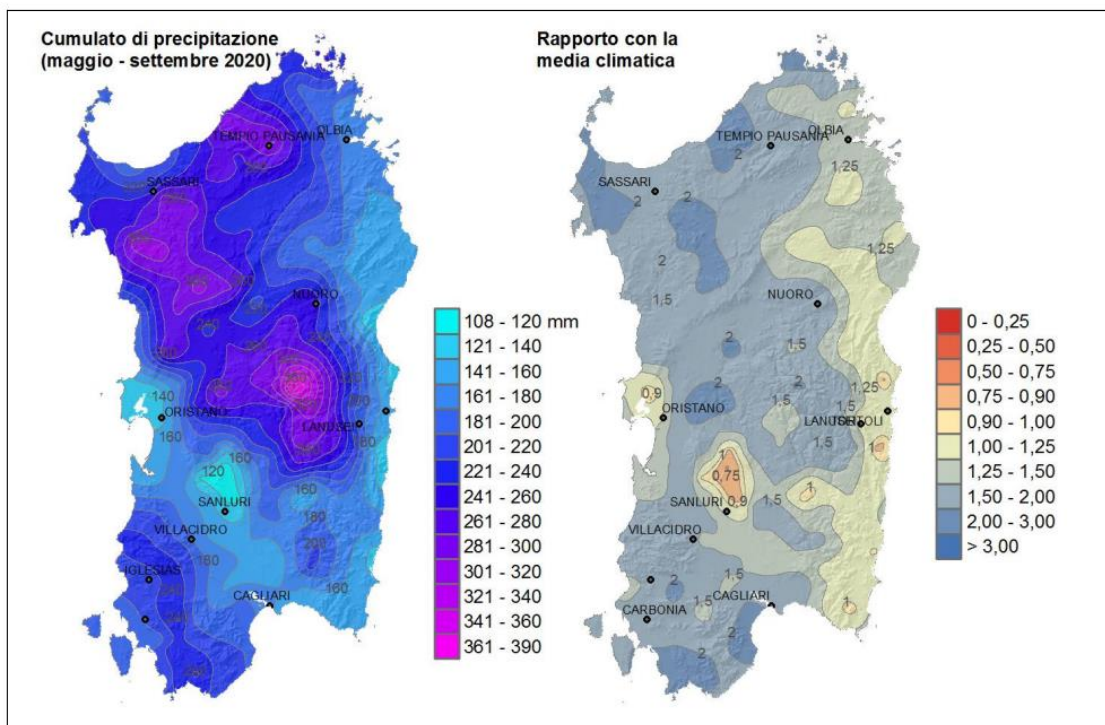 Cumulato di precipitazione
(maggio - settembre 2020)
TEMPIO PAUSANIA
OLBIA
SASSARI
NUORO
240
140
ORISTANO
160
LANUSEI
180
160
120
160
SANLURI
180
VILLACIDRO
200
180
IGLESIAS
160
CAGLIARI
108 - 120 mm
121 - 140
141 - 160
161 - 180
181 - 200
201 - 220
221 - 240
241 - 260
261 - 280
281 - 300
301 - 320
321 - 340
341 - 360
361 - 390
Rapporto con la
media climatica
TEMPIO PAUSANIA
OLBIA
2
1,25
SASSARI
2
2
1,25
2
1,5
NUORO
2
1,5
0,9
2
2
1,25
1,5
1,5
ORISTANO
LANUSEI
TORTOLI
1,5
1
1
0,75
1
0,9
1,5
SANLURI
VILLACIDRO
2
1,5
1,5
CAGLIARI
1
CARBONIA
2
2
0 - 0,25
0,25 - 0,50
0,50 - 0,75
0,75 - 0,90
0,90 - 1,00
1,00 - 1,25
1,25 - 1,50
1,50 - 2,00
2,00 - 3,00
> 3,00